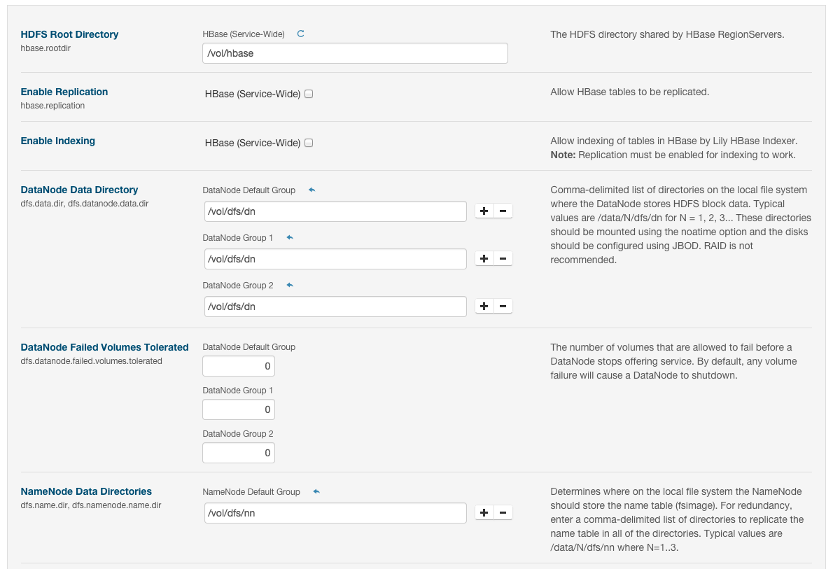 HDFS Root Directory
hbase.rootdir
HBase (Service-Wide)
/vol/hbase
The HDFS directory shared by HBase RegionServers.
Enable Replication
hbase.replication
HBase (Service-Wide)
Allow HBase tables to be replicated.
Enable Indexing
HBase (Service-Wide)
Allow indexing of tables in HBase by Lily HBase Indexer.
Note: Replication must be enabled for indexing to work.
DataNode Data Directory
dfs.data.dir, dfs.datanode.data.dir
DataNode Default Group
/vol/dfs/dn
+ -
DataNode Group 1
/vol/dfs/dn
+ -
DataNode Group 2
/vol/dfs/dn
+ -
Comma-delimited list of directories on the local file system
where the DataNode stores HDFS block data. Typical
values are /data/N/dfs/dn for N = 1, 2, 3... These directories
should be mounted using the noatime option and the disks
should be configured using JBOD. RAID is not
recommended.
DataNode Failed Volumes Tolerated
dfs.datanode.failed.volumes.tolerated
DataNode Default Group
0
DataNode Group 1
0
DataNode Group 2
0
The number of volumes that are allowed to fail before a
DataNode stops offering service. By default, any volume
failure will cause a DataNode to shutdown.
NameNode Data Directories
dfs.name.dir, dfs.namenode.name.dir
NameNode Default Group
/vol/dfs/nn
+ -
Determines where on the local file system the NameNode
should store the name table (fsimage). For redundancy,
enter a comma-delimited list of directories to replicate the
name table in all of the directories. Typical values are
/data/N/dfs/nn where N=1..3.